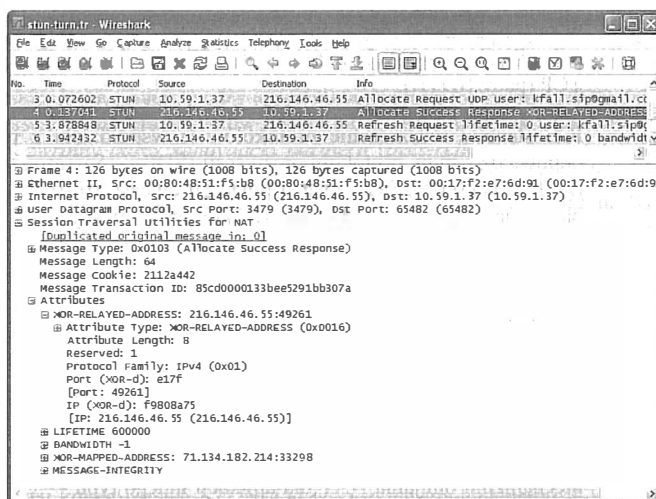 stun-turn.tr - Wireshark
File Edit View Go Capture Analyze Statistics Telephony Tools Help
No. Time Protocol Source Destination Info
3 0.072602 STUN 10.59.1.37 216.146.46.55 Allocate Request UDP user: kfall.sip@gmail.co
4 0.137041 STUN 216.146.46.55 10.59.1.37 Allocate Success Response XOR-RELAYED-ADDRESS
5 3.878848 STUN 10.59.1.37 216.146.46.55 Refresh Request lifetime: 0 user: kfall.sip@g
6 3.942432 STUN 216.146.46.55 10.59.1.37 Refresh Success Response lifetime: 0 bandwidt
Frame 4: 126 bytes on wire (1008 bits), 126 bytes captured (1008 bits)
Ethernet II, Src: 00:80:48:51:f5:b8 (00:80:48:51:f5:b8), Dst: 00:17:f2:e7:6d:91 (00:17:f2:e7:6d:9
Internet Protocol, Src: 216.146.46.55 (216.146.46.55), Dst: 10.59.1.37 (10.59.1.37)
User Datagram Protocol, Src Port: 3479 (3479), Dst Port: 65482 (65482)
Session Traversal Utilities for NAT
[Duplicated original message in: 0]
Message Type: 0x0103 (Allocate Success Response)
Message Length: 64
Message Cookie: 2112a442
Message Transaction ID: 85cd0000133bee5291bb307a
Attributes
XOR-RELAYED-ADDRESS: 216.146.46.55:49261
Attribute Type: XOR-RELAYED-ADDRESS (0x0016)
Attribute Length: 8
Reserved: 1
Protocol Family: IPv4 (0x01)
Port (XOR-d): e17f
[Port: 49261]
IP (XOR-d): f9808a75
[IP: 216.146.46.55 (216.146.46.55)]
LIFETIME 600000
BANDWIDTH -1
XOR-MAPPED-ADDRESS: 71.134.182.214:33298
MESSAGE-INTEGRITY